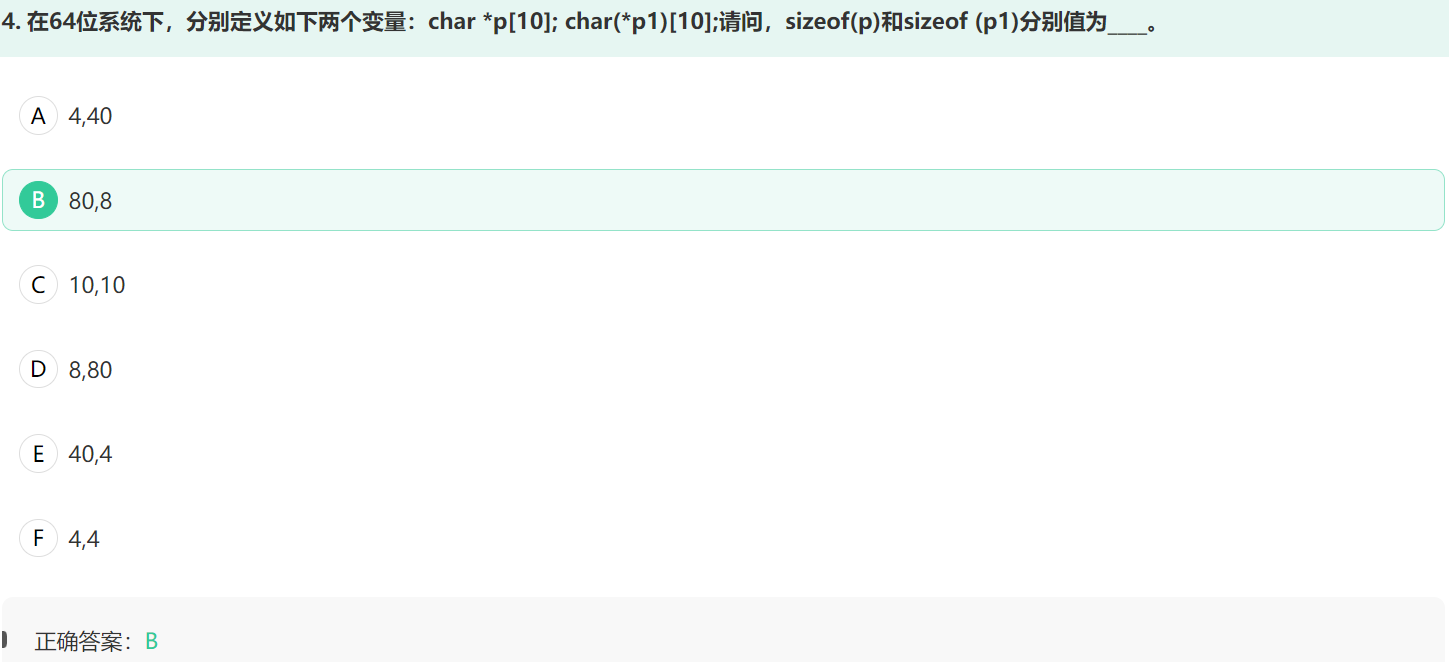 4. 在64位系统下，分别定义如下两个变量：char *p[10]; char(*p1)[10];请问，sizeof(p)和sizeof (p1)分别值为____。
A 4,40
B 80,8
C 10,10
D 8,80
E 40,4
F 4,4
正确答案：B